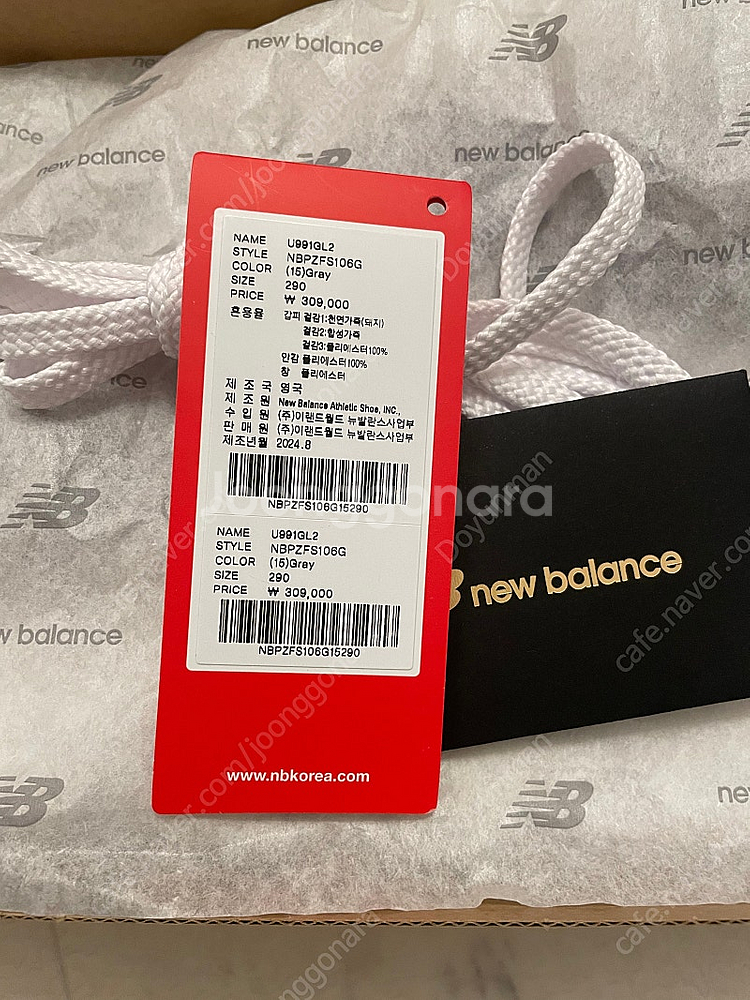 new balance
new balance
new balance
new balance
NAME U991GL2
STYLE NBPZFS106G
COLOR (15)Gray
SIZE 290
PRICE ₩ 309,000
혼용율 갑피 겉감1:천연가죽(돼지)
겉감2:합성가죽
겉감3:폴리에스터100%
안감 폴리에스터100%
창 폴리에스터
제 조 국 영국
제 조 원 New Balance Athletic Shoe, INC.,
수 입 원 (주)이랜드월드 뉴발란스사업부
판 매 원 (주)이랜드월드 뉴발란스사업부
제조년월 2024.8
NBPZFS106G15290
Joonggonara
NAME U991GL2
STYLE NBPZFS106G
COLOR (15)Gray
SIZE 290
PRICE ₩ 309,000
NBPZFS106G15290
new balance
new balance
www.nbkorea.com
Doyunman
cafe.naver.com/joonggonara